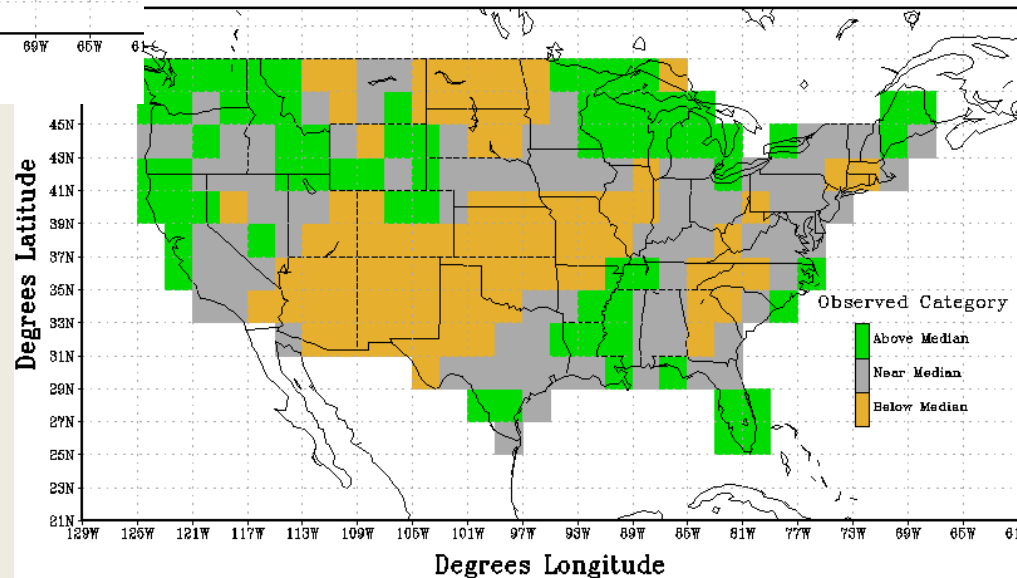 69W 65W
Degrees Latitude
45N
43N
41N
39N
37N
35N
33N
31N
29N
27N
25N
23N
21N
Observed Category
Above Median
Near Median
Below Median
129W 125W 121W 117W 113W 109W 105W 101W 97W 93W 89W 85W 81W 77W 73W 69W 65W
Degrees Longitude